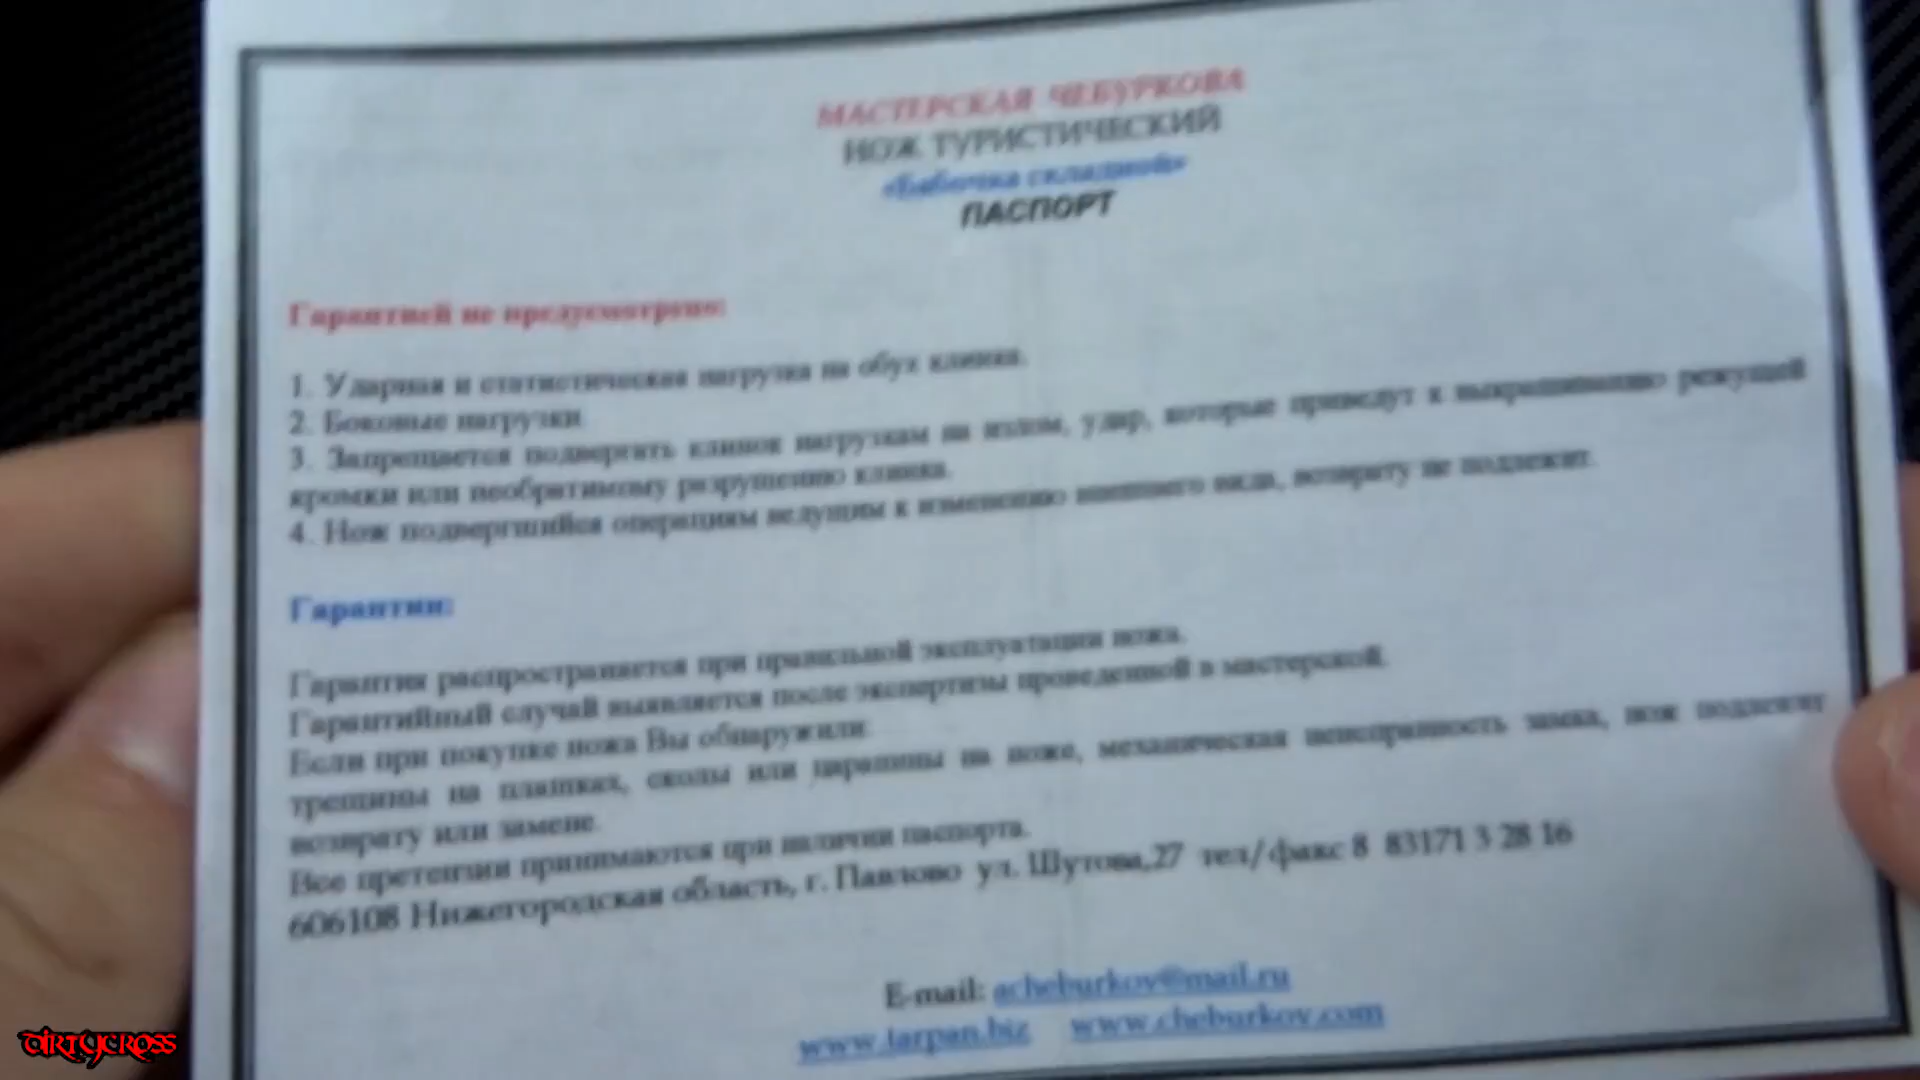 МАСТЕРСКАЯ ЧЕБУРКОВА
НОЖ ТУРИСТИЧЕСКИЙ
«Бабочка складной»
ПАСПОРТ
Гарантией не предусмотрено:
1. Ударная и статистическая нагрузка на обух клинка.
2. Боковые нагрузки
3. Запрещается подвергать клинок нагрузкам на излом, удар, которые приведут к выкрашиванию режущей
кромки или необратимому разрушению клинка.
4. Нож подвергшийся операциям ведущим к изменению внешнего вида, возврату не подлежит.
Гарантии:
Гарантия распространяется при правильной эксплуатации ножа.
Гарантийный случай выявляется после экспертизы проведенной в мастерской.
Если при покупке ножа Вы обнаружили:
трещины на плашках, сколы или царапины на ноже, механическая неисправность замка, нож подлежит
возврату или замене.
Все претензии принимаются при наличии паспорта.
606108 Нижегородская область, г. Павлово ул. Шутова,27 тел/факс 8 83171 3 28 16
E-mail: acheburkov@mail.ru
www.tarpan.biz www.cheburkov.com
DIRTYCROSS